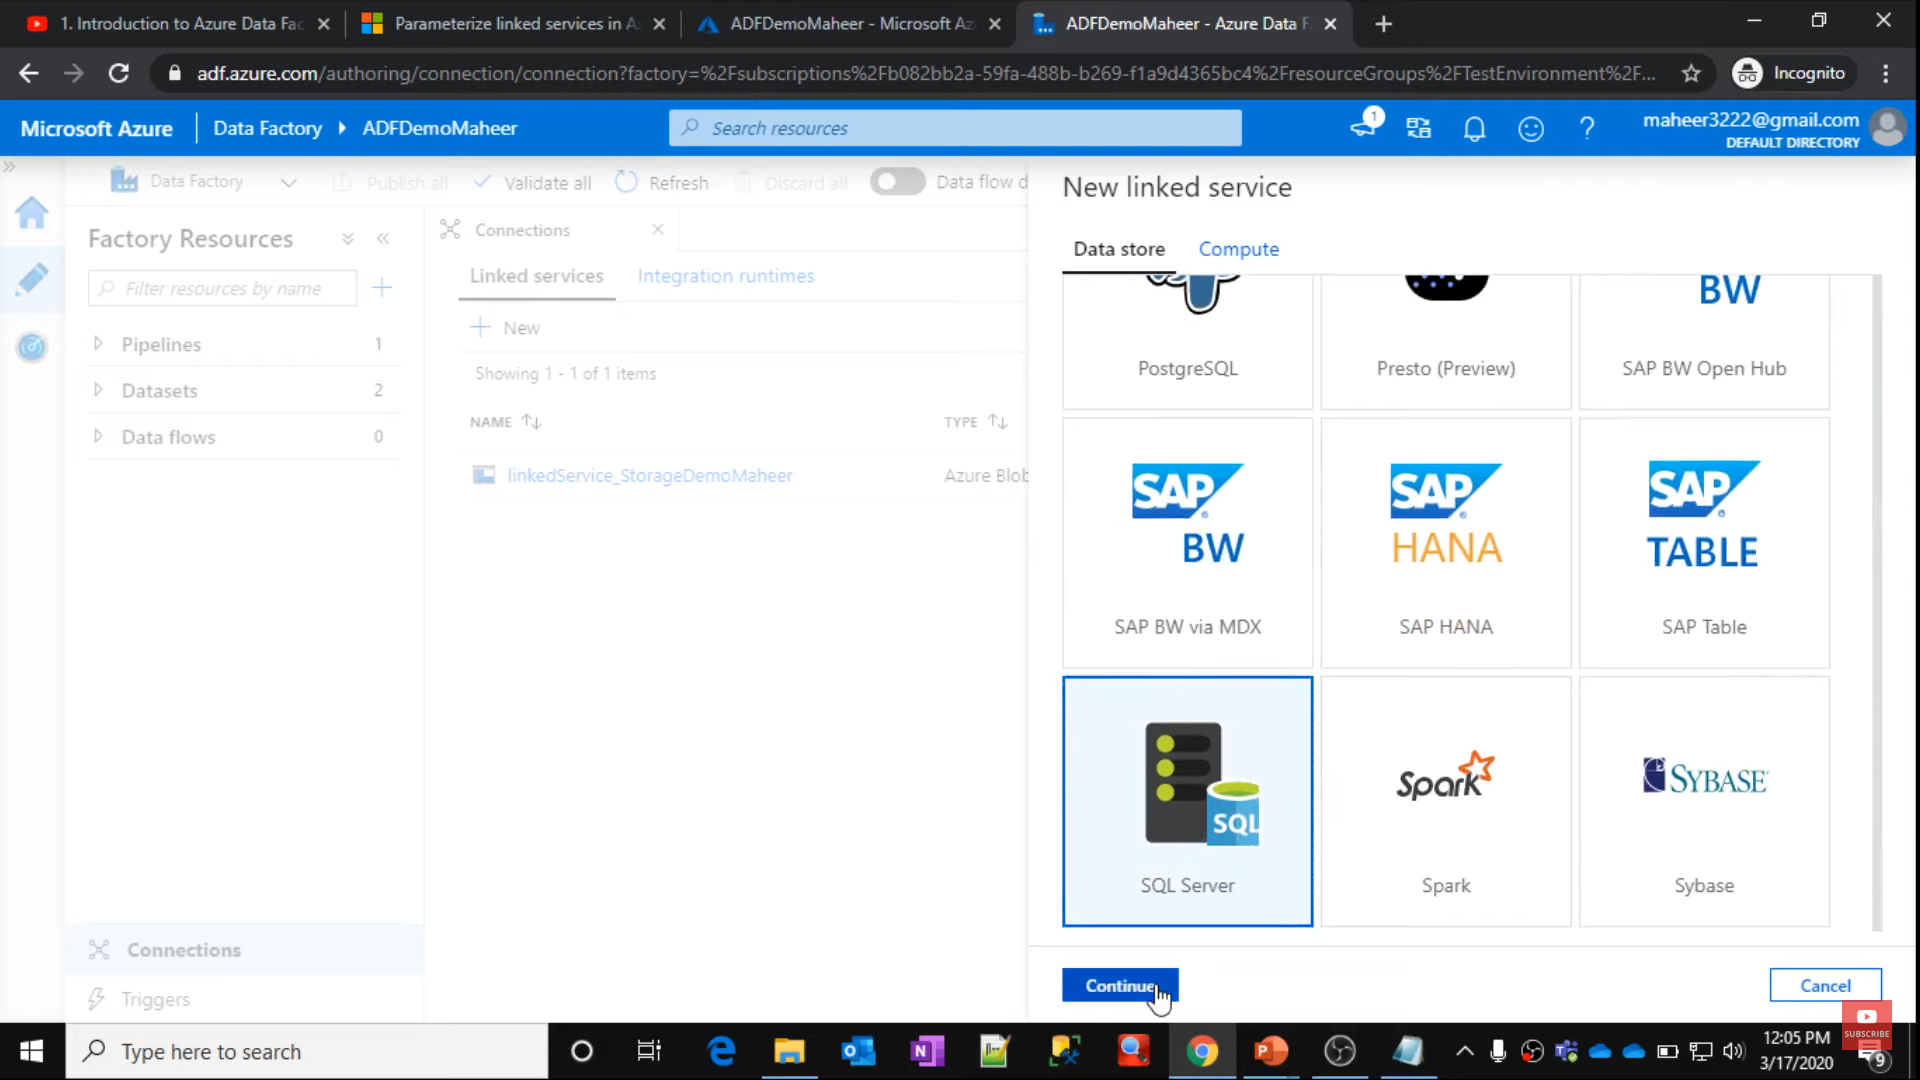 1. Introduction to Azure Data Fac
Parameterize linked services in A
ADFDemoMaheer - Microsoft Az
ADFDemoMaheer - Azure Data F
adf.azure.com/authoring/connection/connection?factory=%2Fsubscriptions%2Fb082bb2a-59fa-488b-b269-f1a9d4365bc4%2FresourceGroups%2FTestEnvironment%2F...
Incognito
Microsoft Azure
Data Factory
ADFDemoMaheer
Search resources
1
maheer3222@gmail.com
DEFAULT DIRECTORY
Data Factory
Publish all
Validate all
Refresh
Discard all
Data flow d
Factory Resources
Filter resources by name
Pipelines 1
Datasets 2
Data flows 0
Connections
Triggers
Connections
Linked services
Integration runtimes
New
Showing 1 - 1 of 1 items
NAME
TYPE
linkedService_StorageDemoMaheer
Azure Blob
New linked service
Data store
Compute
BW
PostgreSQL
Presto (Preview)
SAP BW Open Hub
SAP
BW
SAP
HANA
SAP
TABLE
SAP BW via MDX
SAP HANA
SAP Table
SQL
Spark
SYBASE
SQL Server
Spark
Sybase
Continue
Cancel
SUBSCRIBE
Type here to search
12:05 PM
3/17/2020
9